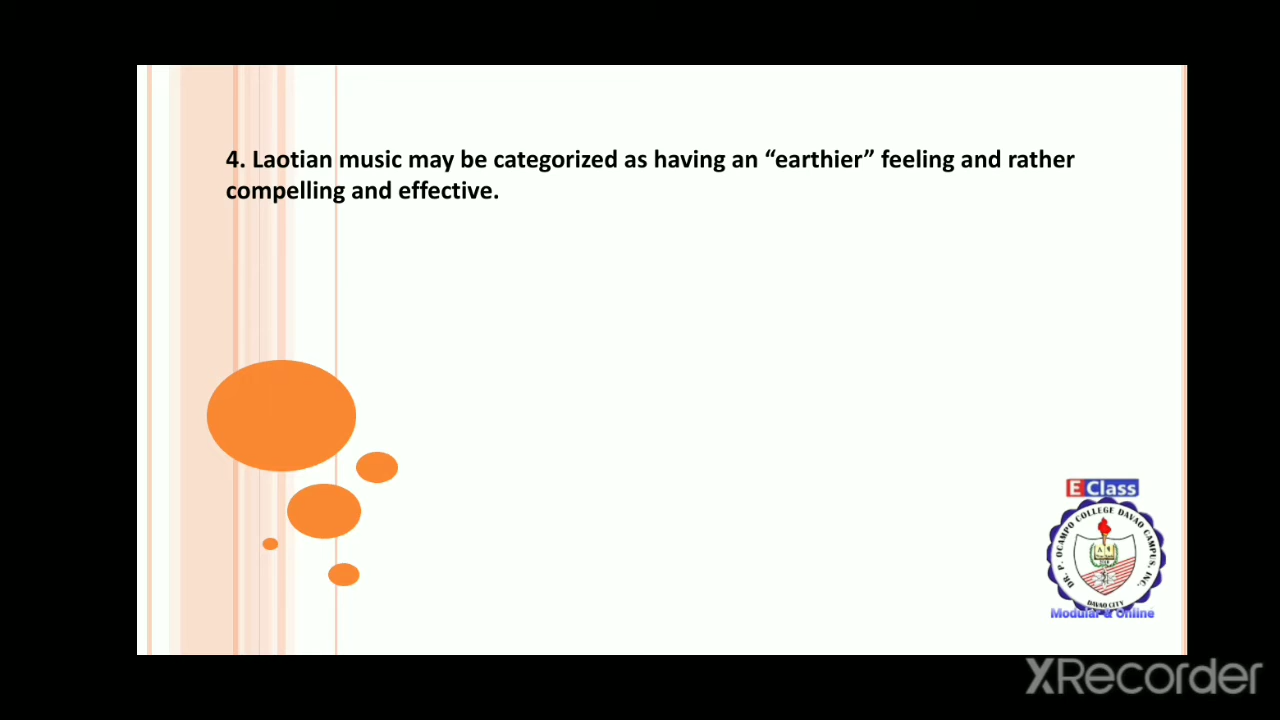 4. Laotian music may be categorized as having an “earthier” feeling and rather
compelling and effective.
E Class
DR. P. OCAMPO COLLEGE DAVAO CAMPUS, INC.
DAVAO CITY
Modular & Online
XRecorder